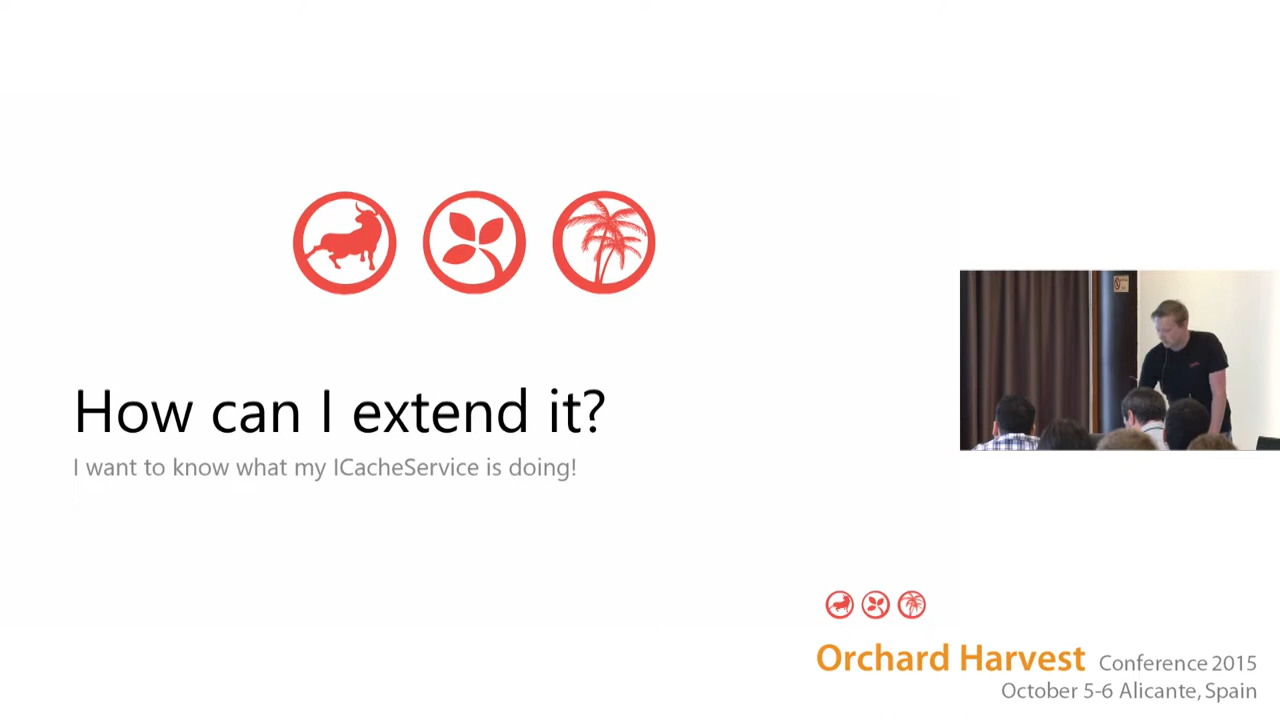 How can I extend it?
I want to know what my ICacheService is doing!
Orchard Harvest Conference 2015
October 5-6 Alicante, Spain